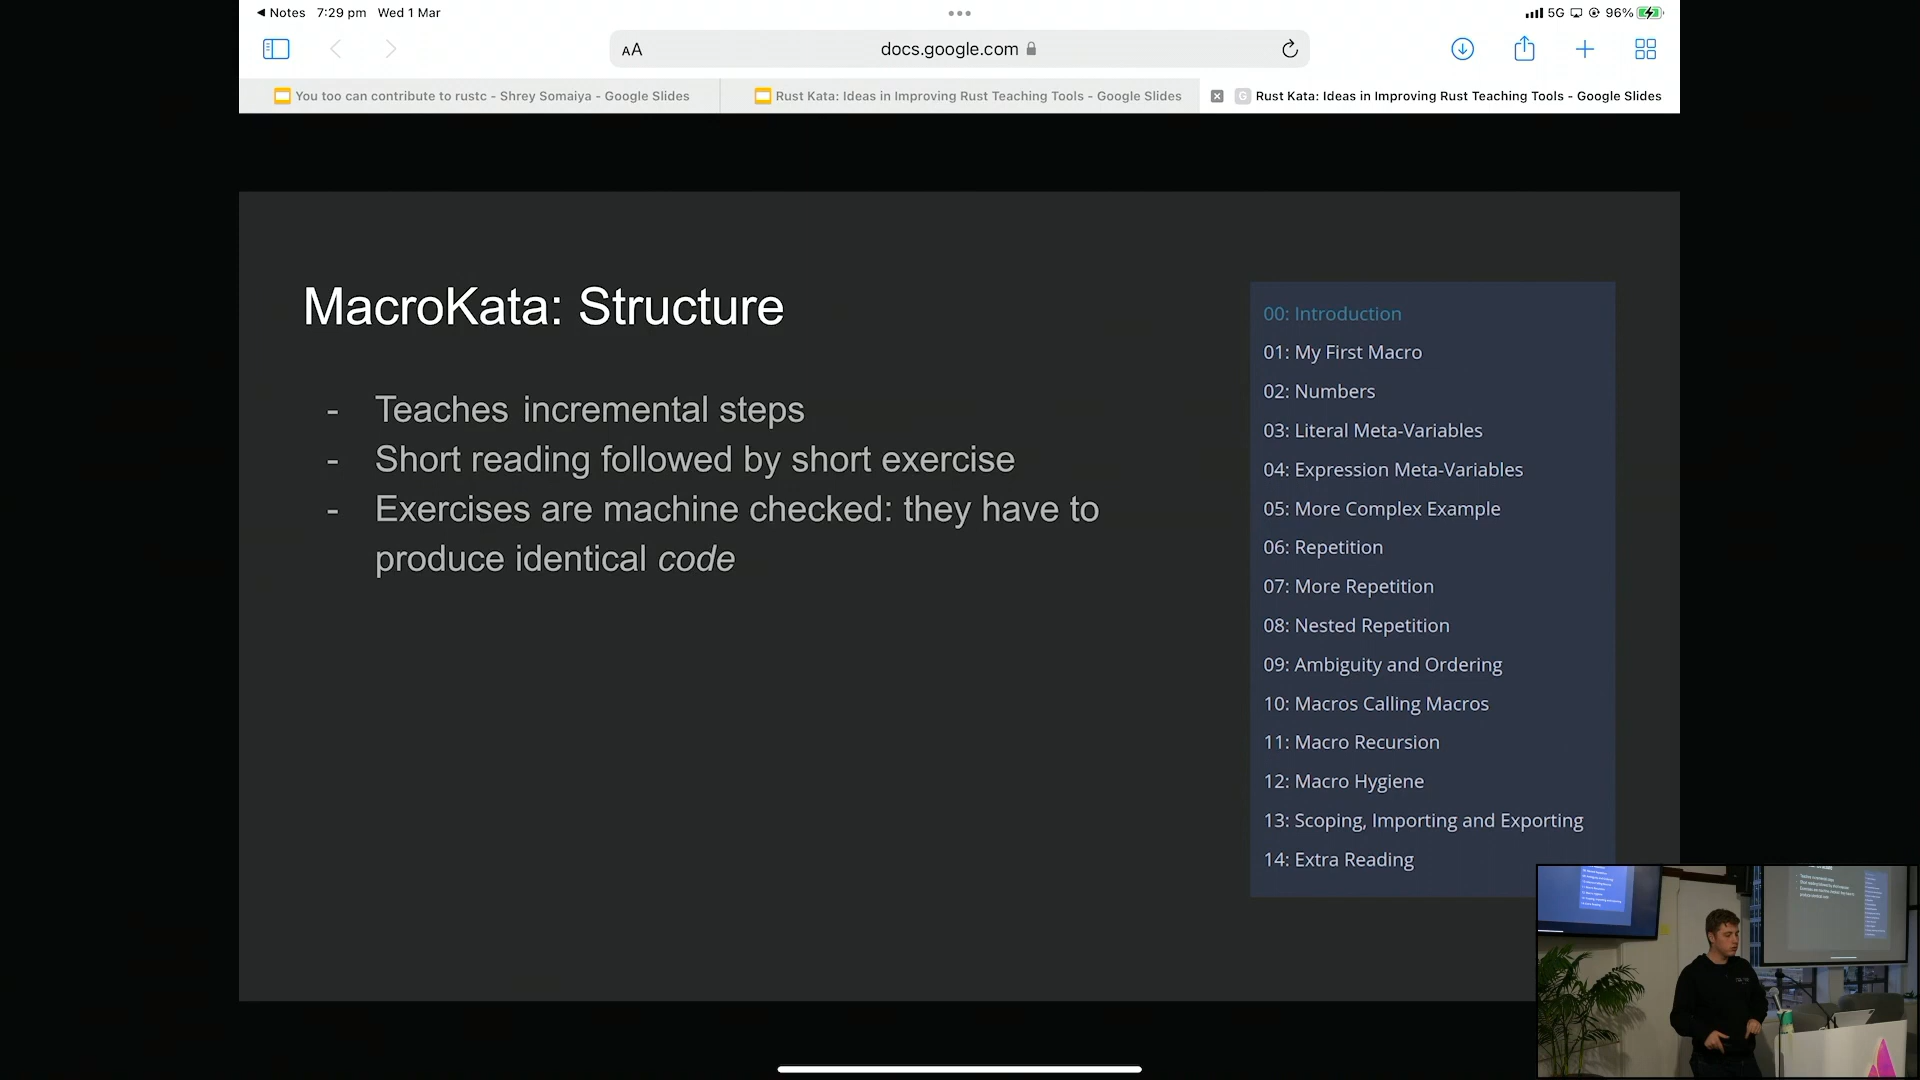 ◀ Notes 7:29 pm Wed 1 Mar
5G 96%
AA docs.google.com
You too can contribute to rustc - Shrey Somaiya - Google Slides
Rust Kata: Ideas in Improving Rust Teaching Tools - Google Slides
G Rust Kata: Ideas in Improving Rust Teaching Tools - Google Slides
MacroKata: Structure
- Teaches incremental steps
- Short reading followed by short exercise
- Exercises are machine checked: they have to
produce identical code
00: Introduction
01: My First Macro
02: Numbers
03: Literal Meta-Variables
04: Expression Meta-Variables
05: More Complex Example
06: Repetition
07: More Repetition
08: Nested Repetition
09: Ambiguity and Ordering
10: Macros Calling Macros
11: Macro Recursion
12: Macro Hygiene
13: Scoping, Importing and Exporting
14: Extra Reading